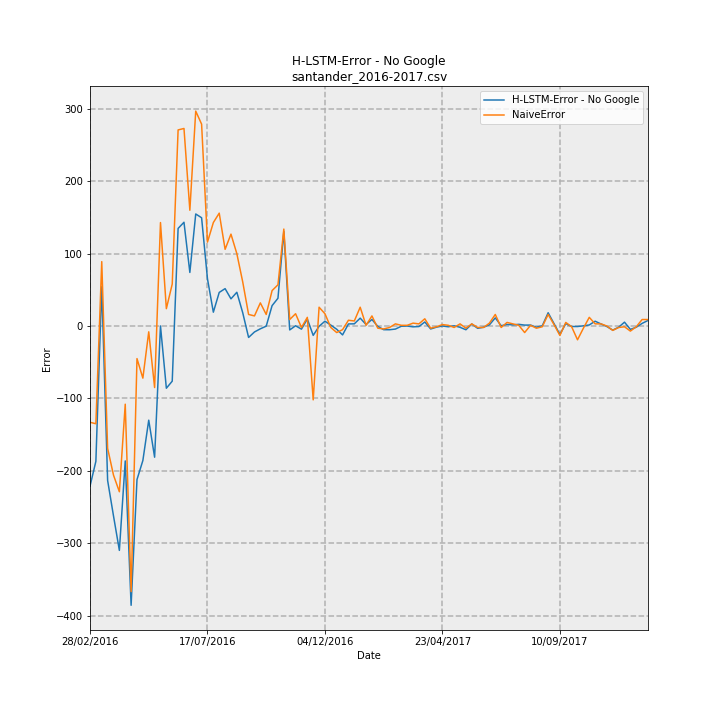 H-LSTM-Error - No Google
santander_2016-2017.csv
H-LSTM-Error - No Google
NaiveError
300
200
100
0
−100
−200
−300
−400
Error
28/02/2016
17/07/2016
04/12/2016
23/04/2017
10/09/2017
Date